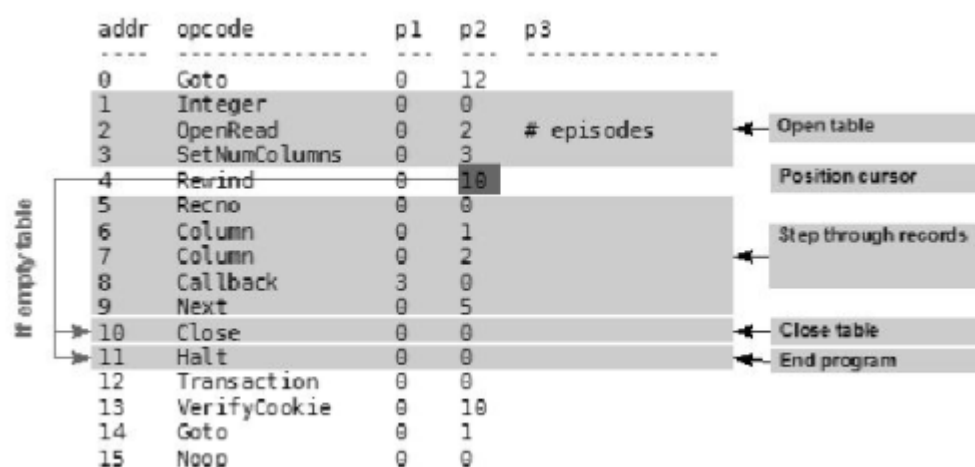 addr opcode p1 p2 p3
---- -------------- --- --- ---------------
0 Goto 0 12
1 Integer 0 0
2 OpenRead 0 2 # episodes
3 SetNumColumns 0 3
4 Rewind 0 10
5 Recno 0 0
6 Column 0 1
7 Column 0 2
8 Callback 3 0
9 Next 0 5
10 Close 0 0
11 Halt 0 0
12 Transaction 0 0
13 VerifyCookie 0 10
14 Goto 0 1
15 Noop 0 0
If empty table
Open table
Position cursor
Step through records
Close table
End program